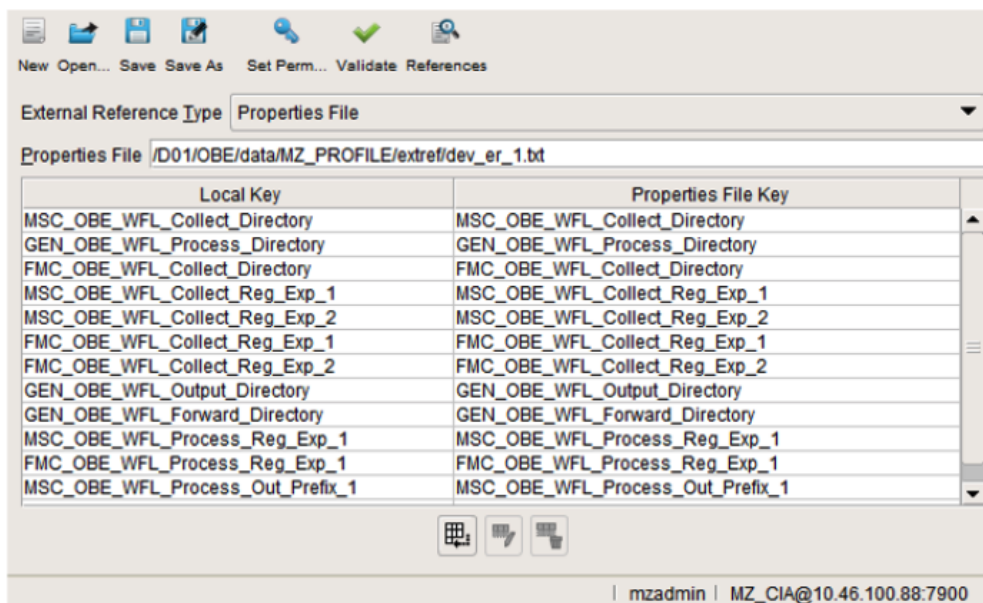 New Open... Save Save As Set Perm... Validate References
External Reference Type Properties File
Properties File /D01/OBE/data/MZ_PROFILE/extref/dev_er_1.txt
Local Key Properties File Key
MSC_OBE_WFL_Collect_Directory MSC_OBE_WFL_Collect_Directory
GEN_OBE_WFL_Process_Directory GEN_OBE_WFL_Process_Directory
FMC_OBE_WFL_Collect_Directory FMC_OBE_WFL_Collect_Directory
MSC_OBE_WFL_Collect_Reg_Exp_1 MSC_OBE_WFL_Collect_Reg_Exp_1
MSC_OBE_WFL_Collect_Reg_Exp_2 MSC_OBE_WFL_Collect_Reg_Exp_2
FMC_OBE_WFL_Collect_Reg_Exp_1 FMC_OBE_WFL_Collect_Reg_Exp_1
FMC_OBE_WFL_Collect_Reg_Exp_2 FMC_OBE_WFL_Collect_Reg_Exp_2
GEN_OBE_WFL_Output_Directory GEN_OBE_WFL_Output_Directory
GEN_OBE_WFL_Forward_Directory GEN_OBE_WFL_Forward_Directory
MSC_OBE_WFL_Process_Reg_Exp_1 MSC_OBE_WFL_Process_Reg_Exp_1
FMC_OBE_WFL_Process_Reg_Exp_1 FMC_OBE_WFL_Process_Reg_Exp_1
MSC_OBE_WFL_Process_Out_Prefix_1 MSC_OBE_WFL_Process_Out_Prefix_1
mzadmin MZ_CIA@10.46.100.88:7900